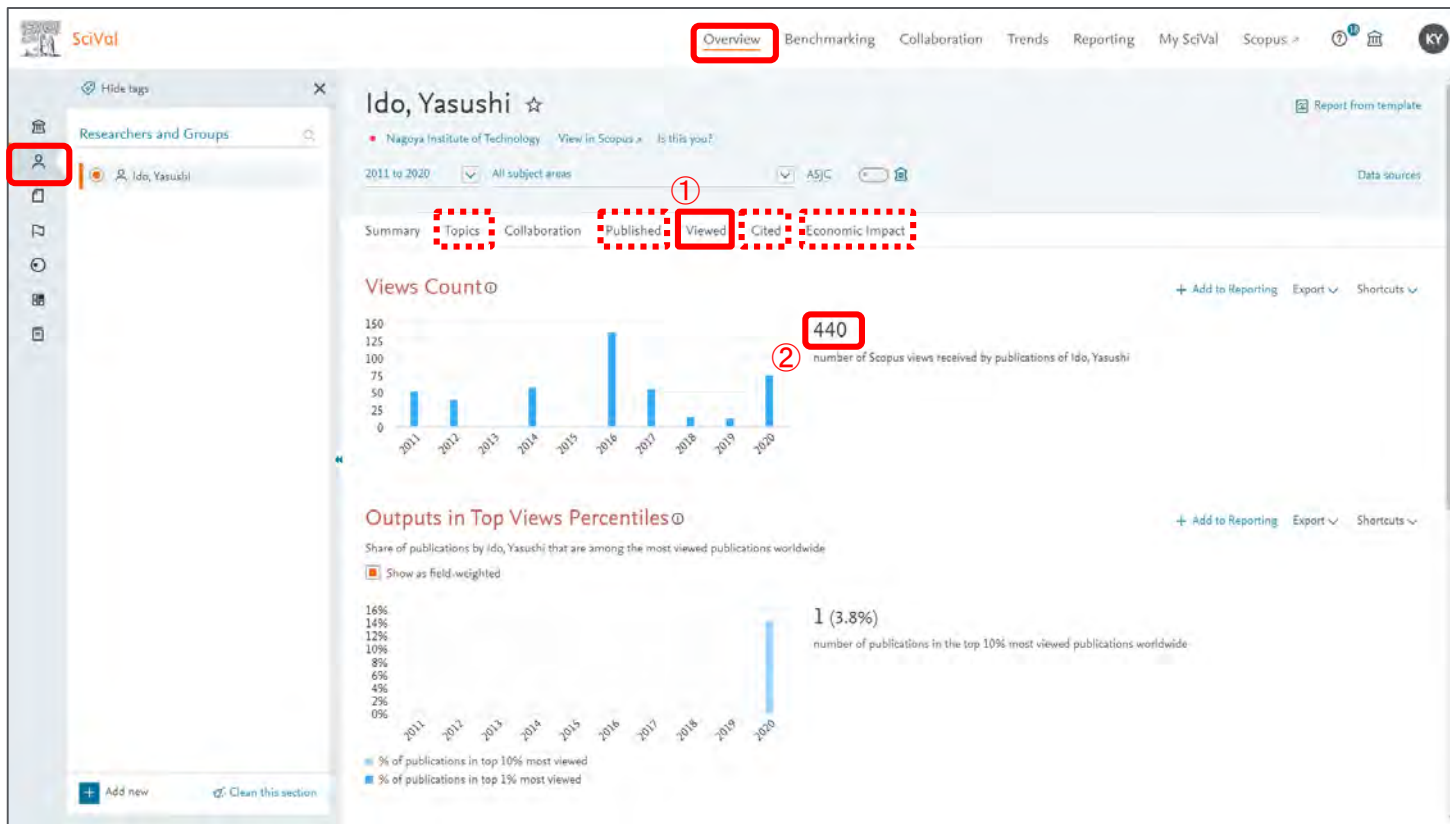 SciVal
Overview Benchmarking Collaboration Trends Reporting My SciVal Scopus
18
KY
Hide tags
Researchers and Groups
Ido, Yasushi
Add new
Clean this section
Ido, Yasushi
Report from template
Nagoya Institute of Technology View in Scopus Is this you?
2011 to 2020 All subject areas ASJC Data sources
①
Summary Topics Collaboration Published Viewed Cited Economic Impact
Views Count
+ Add to Reporting Export Shortcuts
150
125
100
75
50
25
0
2011 2012 2013 2014 2015 2016 2017 2018 2019 2020
440
②
number of Scopus views received by publications of Ido, Yasushi
Outputs in Top Views Percentiles
+ Add to Reporting Export Shortcuts
Share of publications by Ido, Yasushi that are among the most viewed publications worldwide
Show as field-weighted
16%
14%
12%
10%
8%
6%
4%
2%
0%
2011 2012 2013 2014 2015 2016 2017 2018 2019 2020
1 (3.8%)
number of publications in the top 10% most viewed publications worldwide
% of publications in top 10% most viewed
% of publications in top 1% most viewed